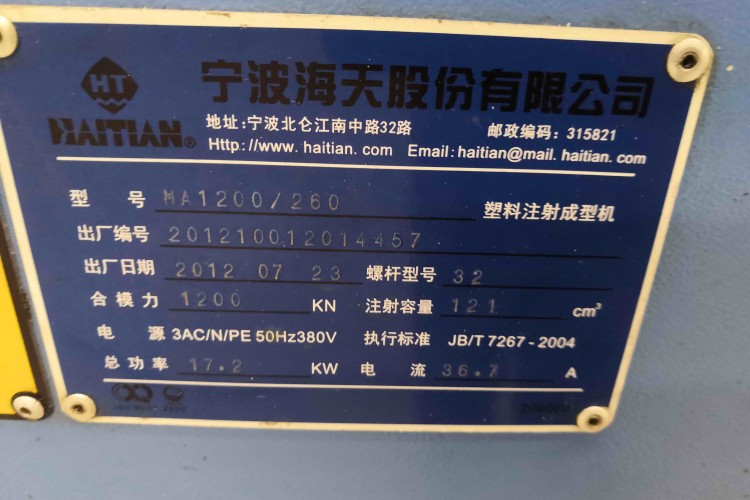 HT
HAITIAN®
宁波海天股份有限公司
地址:宁波北仑江南中路32路 邮政编码: 315821
Http://www.haitian.com Email:haitian@mail.haitian.com
型 号 MA1200/260 塑料注射成型机
出厂编号 201210012014457
出厂日期 2012 07 23 螺杆型号 32
合模力 1200 KN 注射容量 121 cm³
电 源 3AC/N/PE 50Hz380V 执行标准 JB/T 7267-2004
总功率 17.2 KW 电 流 36.7 A